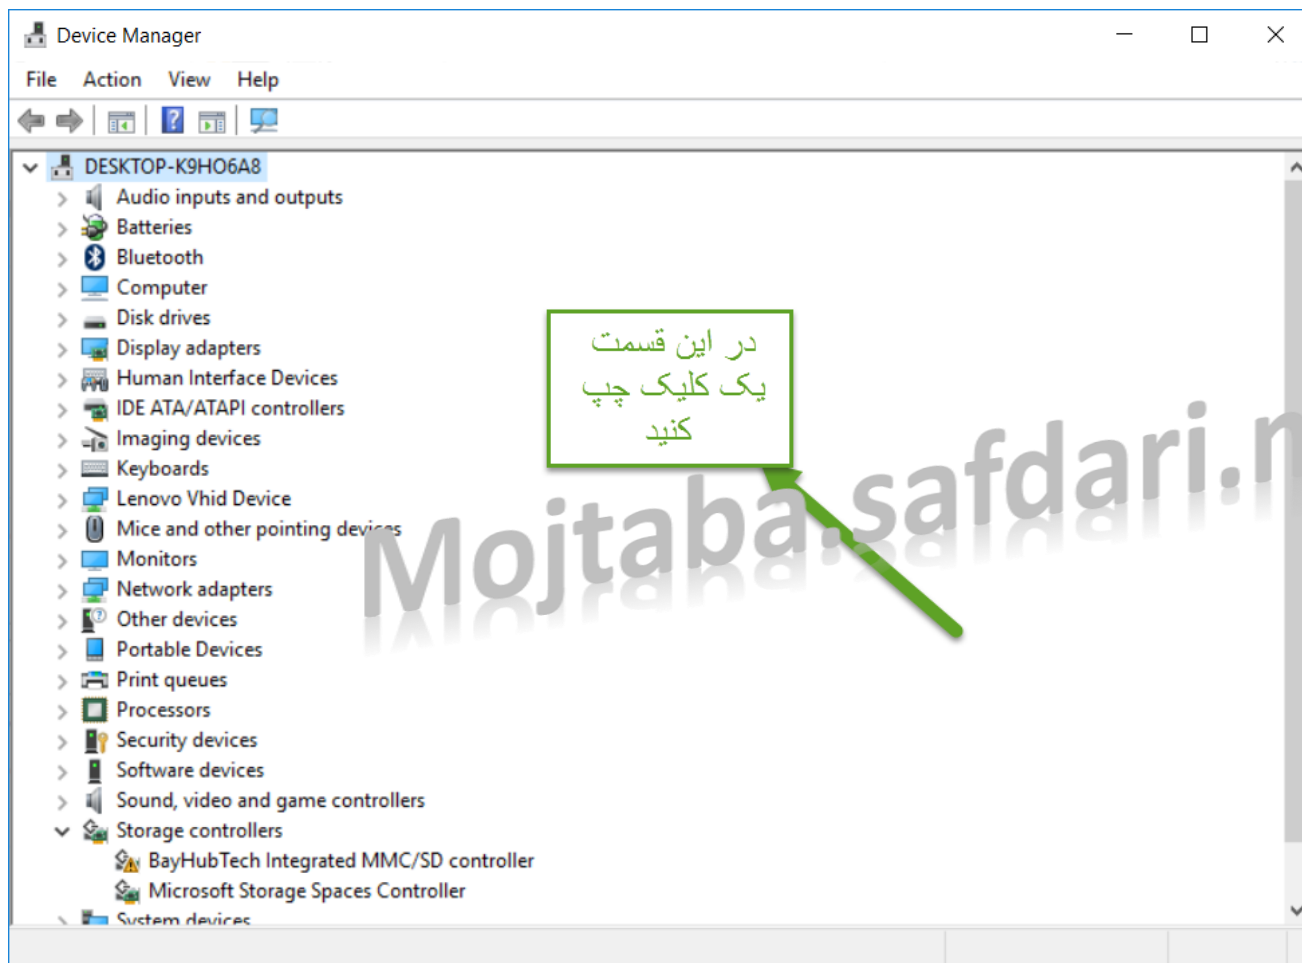 Device Manager
File Action View Help
DESKTOP-K9HO6A8
Audio inputs and outputs
Batteries
Bluetooth
Computer
Disk drives
Display adapters
Human Interface Devices
IDE ATA/ATAPI controllers
Imaging devices
Keyboards
Lenovo Vhid Device
Mice and other pointing devices
Monitors
Network adapters
Other devices
Portable Devices
Print queues
Processors
Security devices
Software devices
Sound, video and game controllers
Storage controllers
BayHubTech Integrated MMC/SD controller
Microsoft Storage Spaces Controller
System devices
در این قسمت
یک کلیک چپ
کنید
Mojtaba.safdari.n